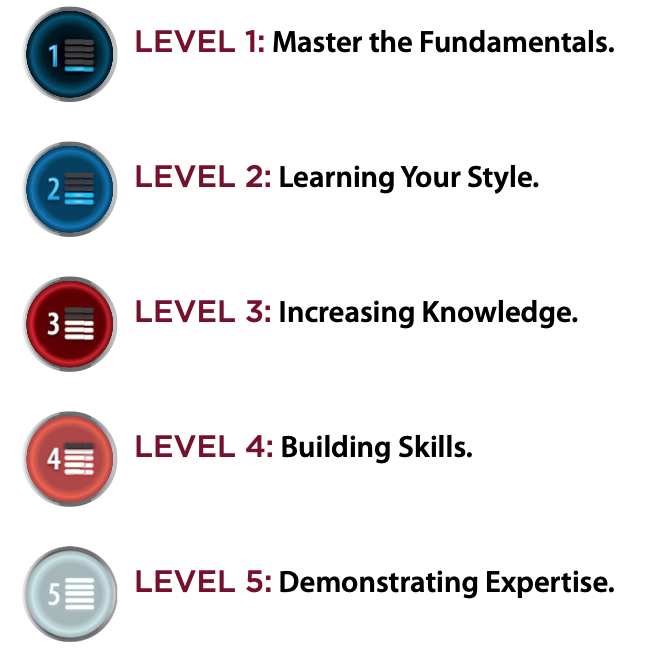 1 LEVEL 1: Master the Fundamentals.
2 LEVEL 2: Learning Your Style.
3 LEVEL 3: Increasing Knowledge.
4 LEVEL 4: Building Skills.
5 LEVEL 5: Demonstrating Expertise.